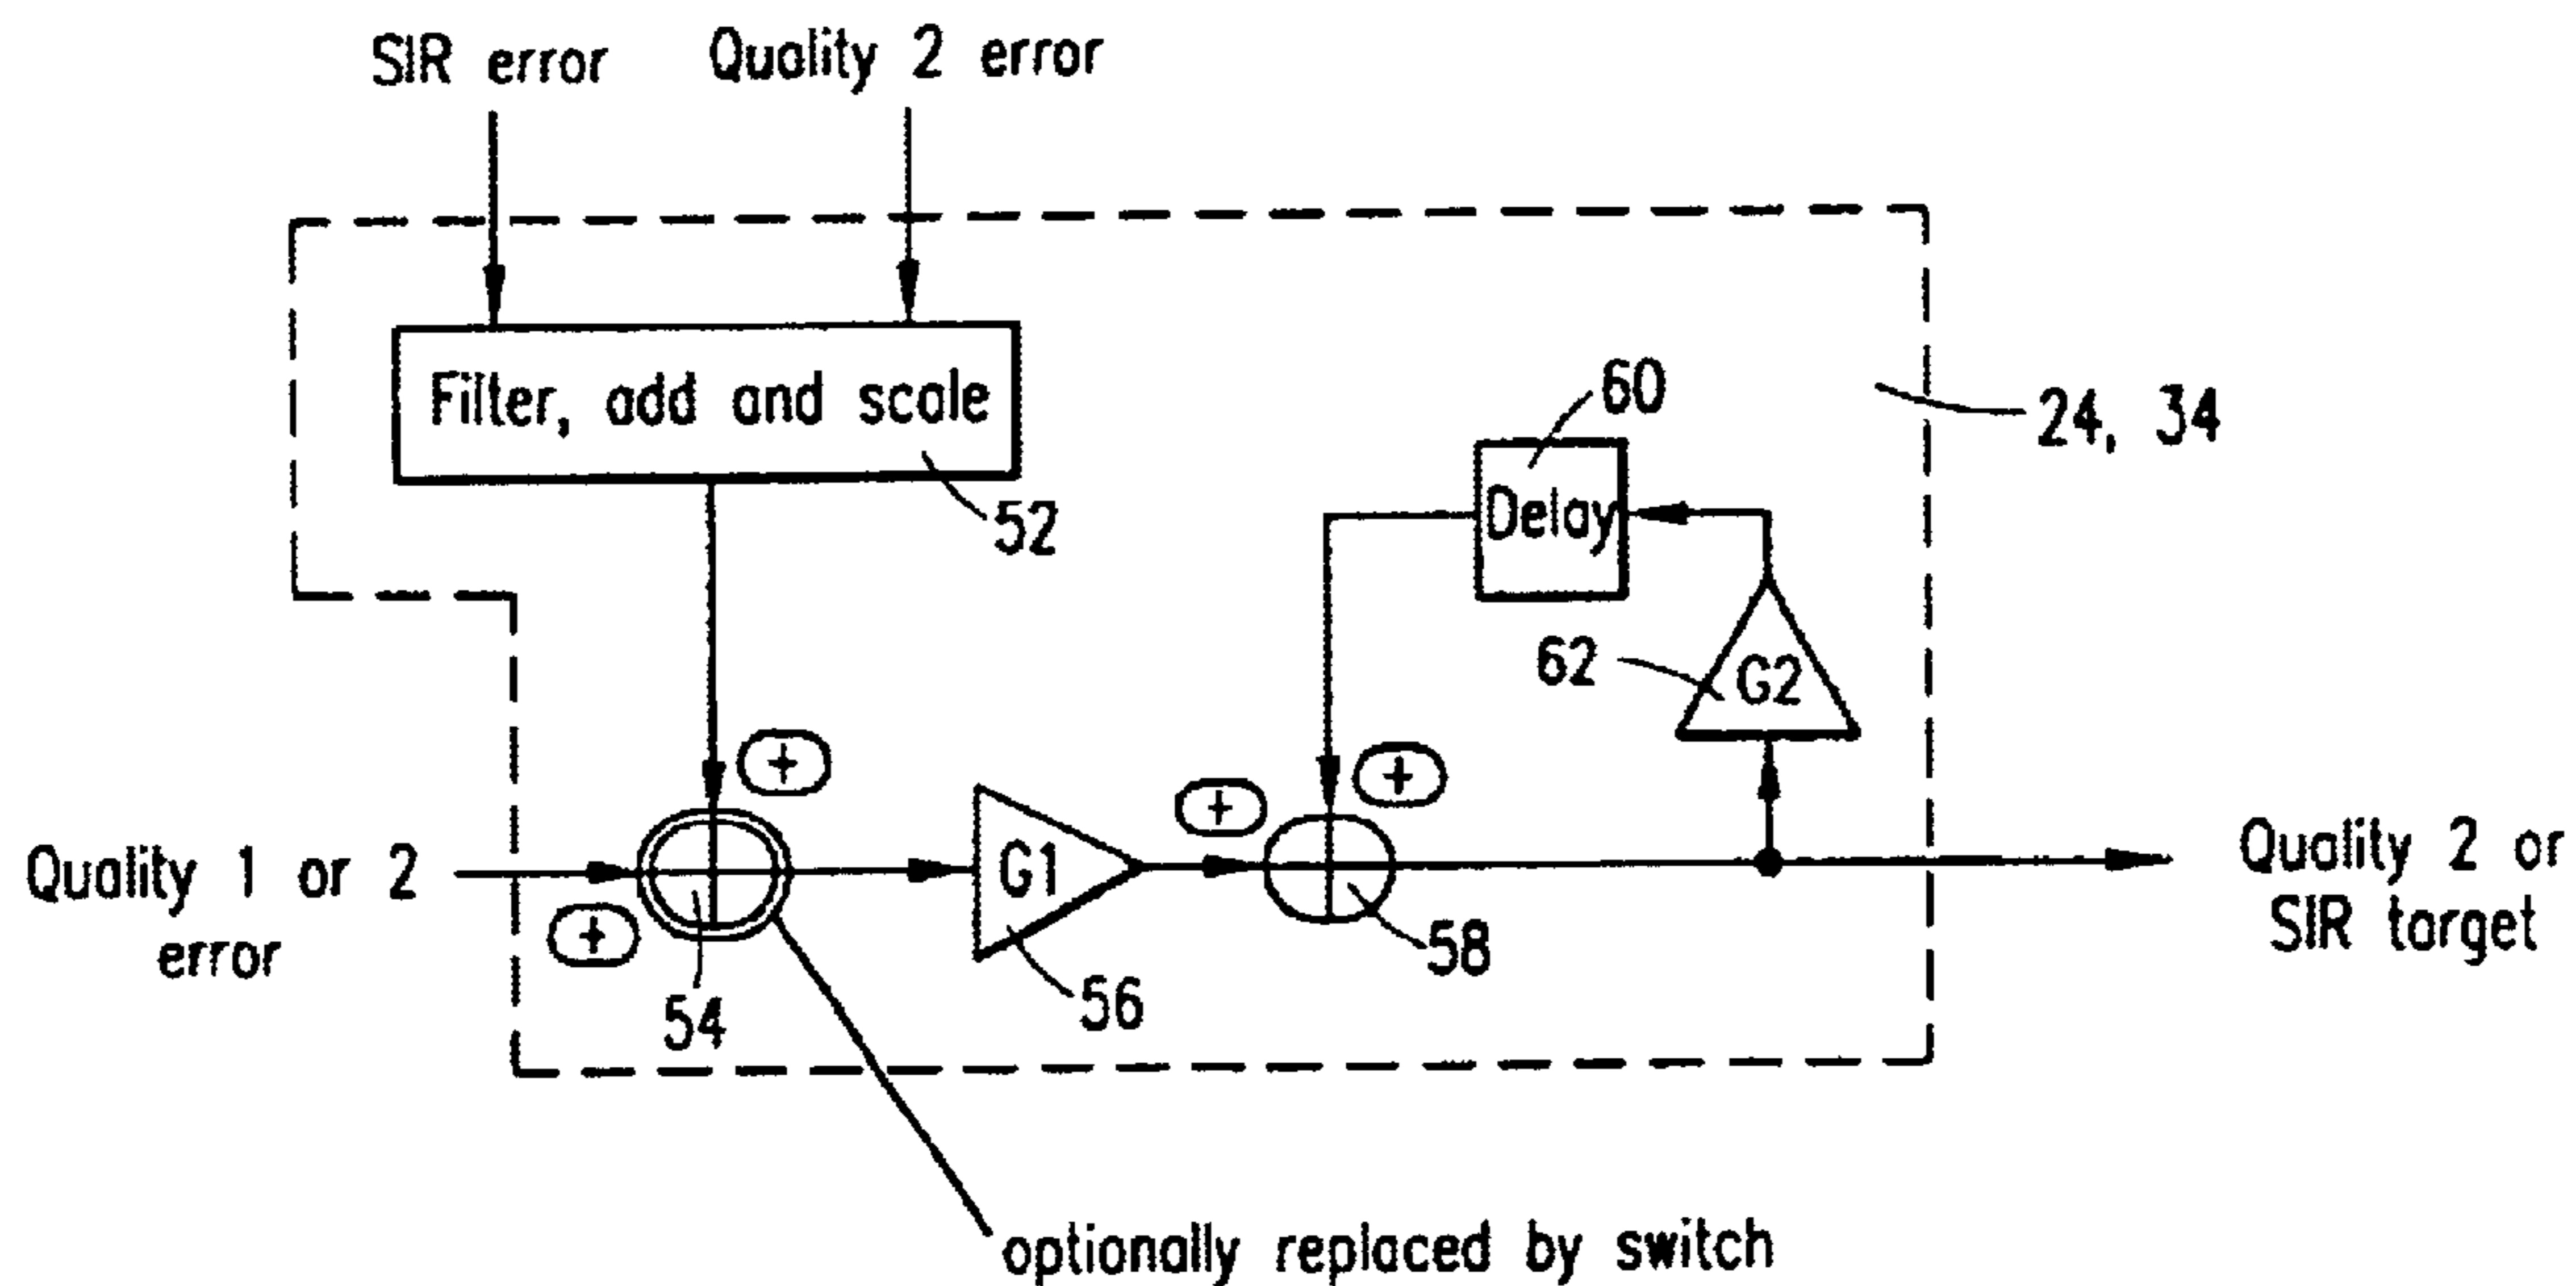 SIR error
Quality 2 error
Filter, add and scale
52
60
Delay
24, 34
62
G2
+
+
+
Quality 1 or 2
error
+
54
G1
56
58
Quality 2 or
SIR target
optionally replaced by switch